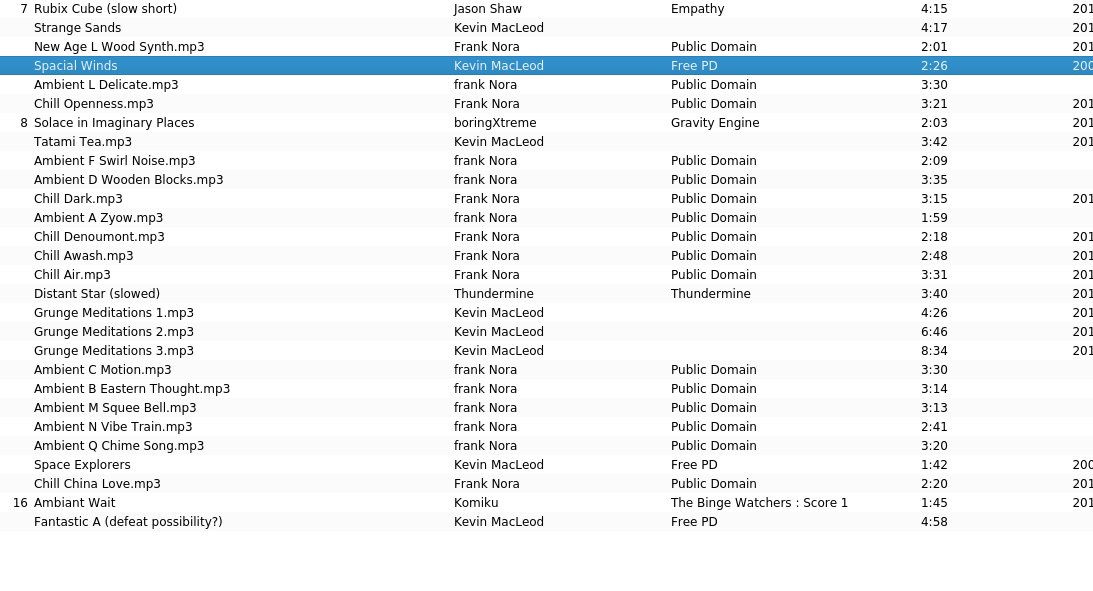 7 Rubix Cube (slow short) Jason Shaw Empathy 4:15 201
Strange Sands Kevin MacLeod 4:17 201
New Age L Wood Synth.mp3 Frank Nora Public Domain 2:01 201
Spacial Winds Kevin MacLeod Free PD 2:26 200
Ambient L Delicate.mp3 frank Nora Public Domain 3:30
Chill Openness.mp3 Frank Nora Public Domain 3:21 201
8 Solace in Imaginary Places boringXtreme Gravity Engine 2:03 201
Tatami Tea.mp3 Kevin MacLeod 3:42 201
Ambient F Swirl Noise.mp3 frank Nora Public Domain 2:09
Ambient D Wooden Blocks.mp3 frank Nora Public Domain 3:35
Chill Dark.mp3 Frank Nora Public Domain 3:15 201
Ambient A Zyow.mp3 frank Nora Public Domain 1:59
Chill Denoumont.mp3 Frank Nora Public Domain 2:18 201
Chill Awash.mp3 Frank Nora Public Domain 2:48 201
Chill Air.mp3 Frank Nora Public Domain 3:31 201
Distant Star (slowed) Thundermine Thundermine 3:40 201
Grunge Meditations 1.mp3 Kevin MacLeod 4:26 201
Grunge Meditations 2.mp3 Kevin MacLeod 6:46 201
Grunge Meditations 3.mp3 Kevin MacLeod 8:34 201
Ambient C Motion.mp3 frank Nora Public Domain 3:30
Ambient B Eastern Thought.mp3 frank Nora Public Domain 3:14
Ambient M Squee Bell.mp3 frank Nora Public Domain 3:13
Ambient N Vibe Train.mp3 frank Nora Public Domain 2:41
Ambient Q Chime Song.mp3 frank Nora Public Domain 3:20
Space Explorers Kevin MacLeod Free PD 1:42 200
Chill China Love.mp3 Frank Nora Public Domain 2:20 201
16 Ambiant Wait Komiku The Binge Watchers : Score 1 1:45 201
Fantastic A (defeat possibility?) Kevin MacLeod Free PD 4:58